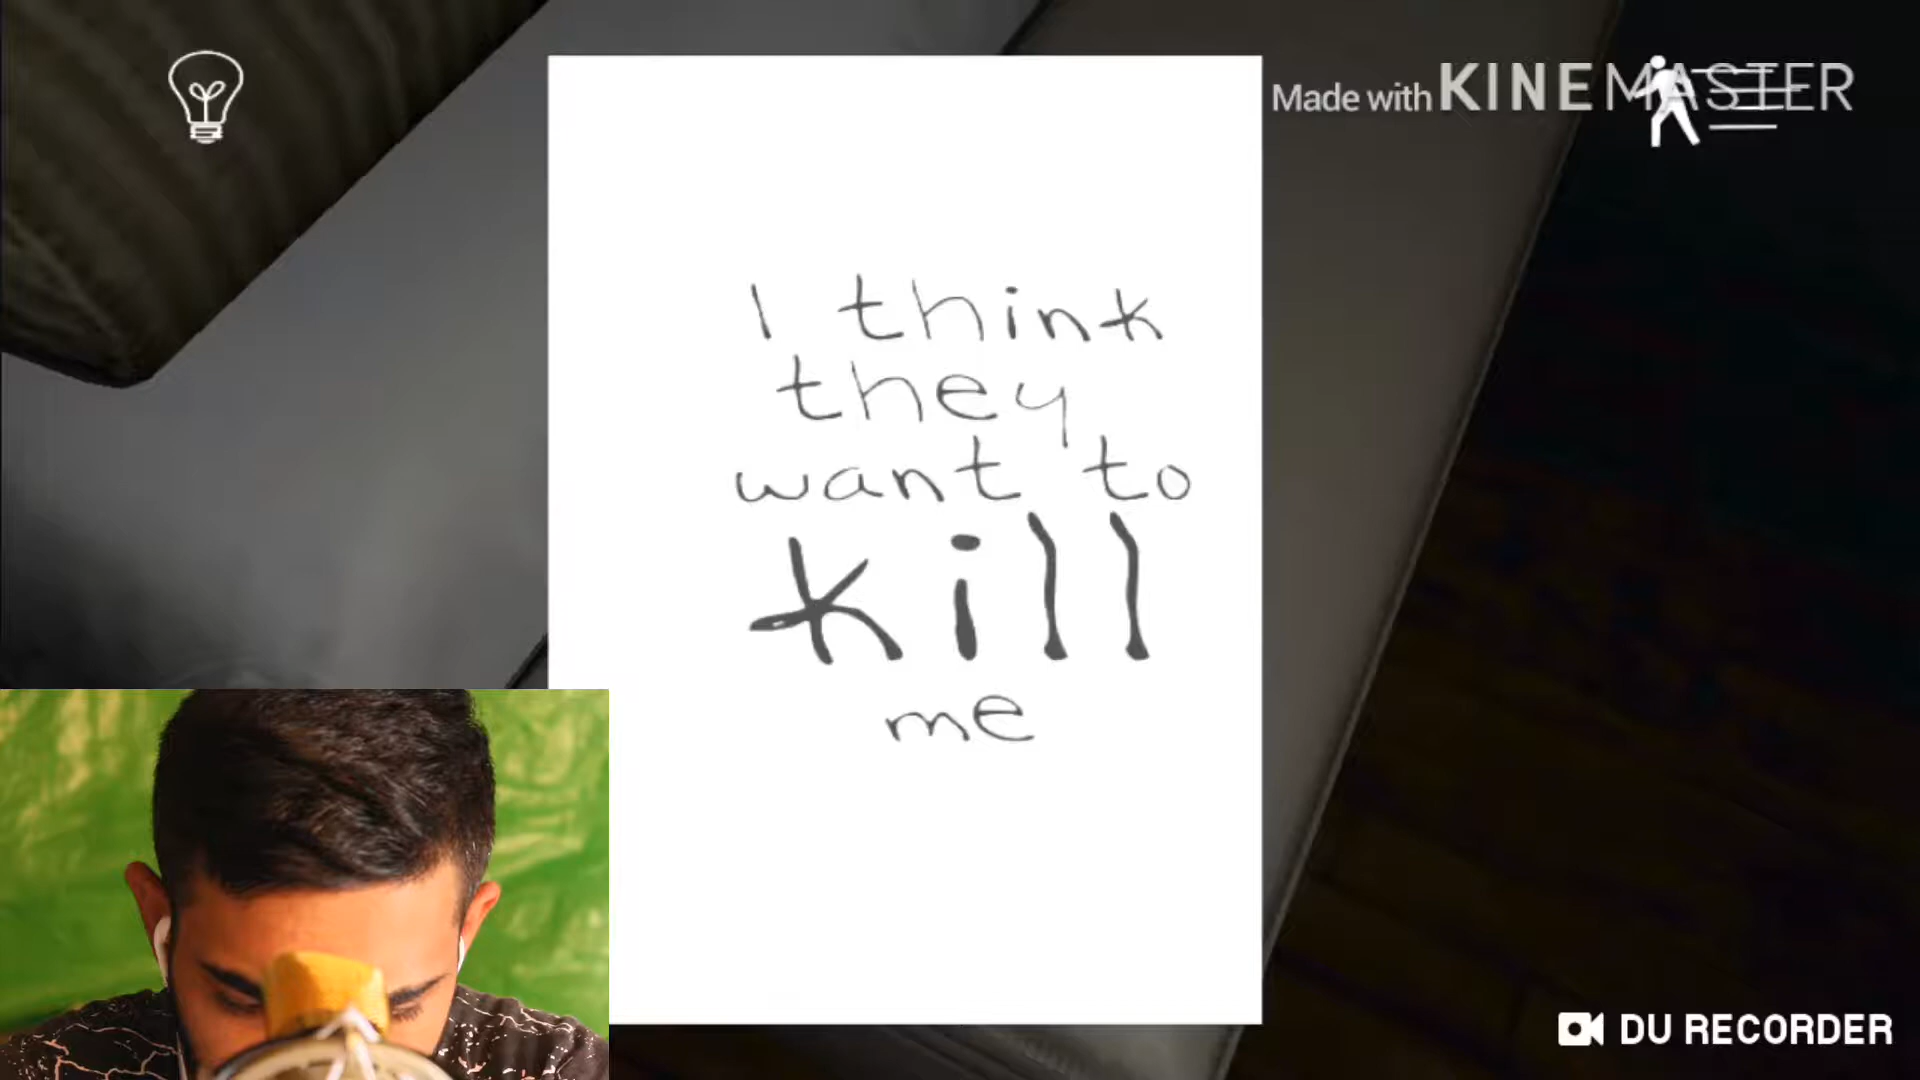 Made with KINEMASTER
I think
they
want to
kill
me
DU RECORDER